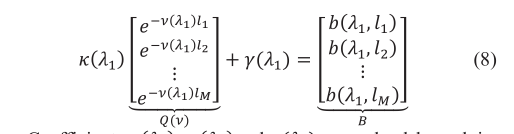 κ(λ₁) [e^{-ν(λ₁)l₁} e^{-ν(λ₁)l₂} ⋮ e^{-ν(λ₁)l_M}] + γ(λ₁) = [b(λ₁, l₁) b(λ₁, l₂) ⋮ b(λ₁, l_M)] (8)
Q(ν) B